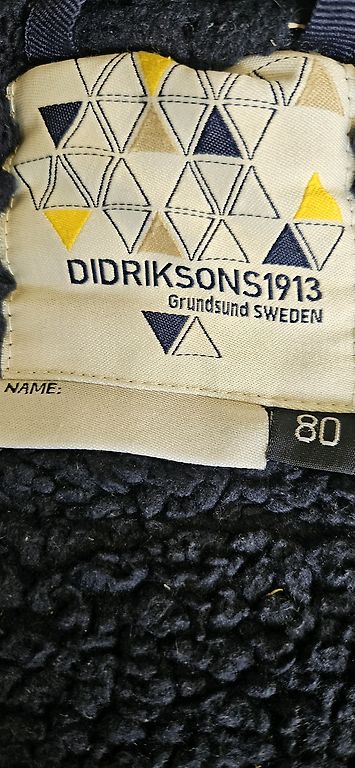 DIDRIKSONS1913
Grundsund SWEDEN
NAME:
80